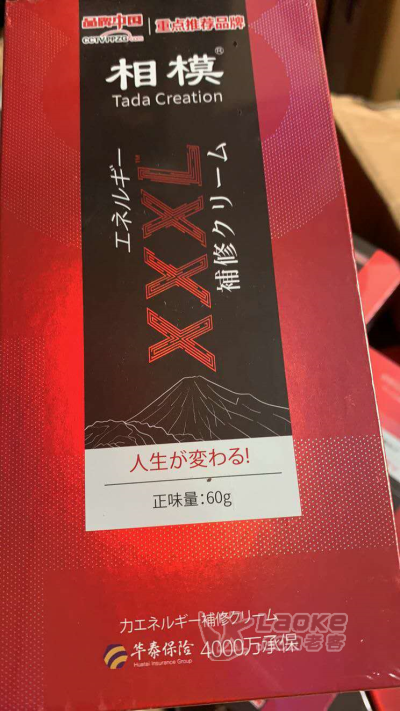 品牌中国 重点推荐品牌
CCTVPPZG.COM
相模®
Tada Creation
エネルギー
XXXL
補修クリーム
人生が変わる!
正味量:60g
カエネルギー補修クリーム
华泰保险 4000万承保
Huatai Insurance Group
Laoke
老客